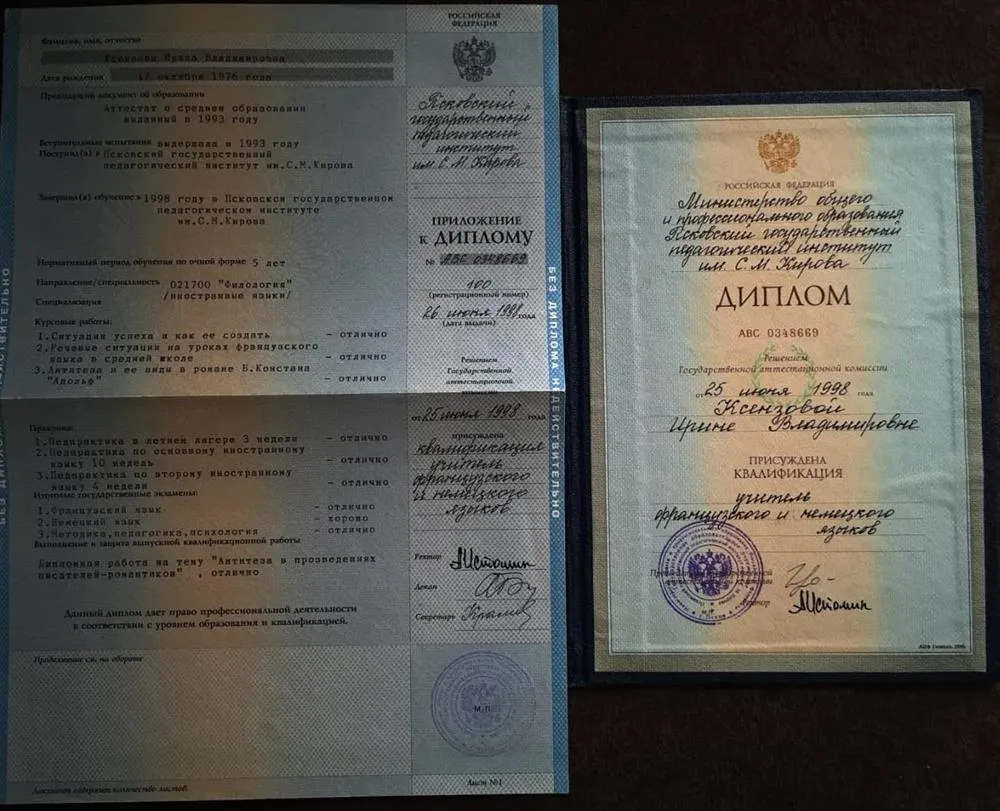 Фамилия, имя, отчество
Ирина Владимировна
Дата рождения 17 октября 1976 года
Предыдущий документ об образовании
Аттестат о среднем образовании
выданный в 1993 году
Вступительные испытания выдержала в 1993 году
Поступил(а) в Псковский государственный
педагогический институт им.С.М.Кирова
Завершил(а) обучение в 1998 году в Псковском государственном
педагогическом институте
им.С.М.Кирова
Нормативный период обучения по очной форме 5 лет
Направление/специальность 021700 "Филология"
/иностранные языки/
Специализация
Курсовые работы:
1.Ситуация успеха и как ее создать - отлично
2.Речевые ситуации на уроках французского
языка в средней школе - отлично
3.Антитеза и ее виды в романе Б.Констана
"Адольф" - отлично
Практика:
1.Педпрактика в летнем лагере 3 недели - отлично
2.Педпрактика по основному иностранному
языку 10 недель - отлично
3.Педпрактика по второму иностранному
языку 4 недели - отлично
Итоговые государственные экзамены:
1.Французский язык - отлично
2.Немецкий язык - хорошо
3.Методика,педагогика,психология - отлично
Выполнение и защита выпускной квалификационной работы
Дипломная работа на тему "Антитеза в прозведениях
писателей-романтиков" , отлично
Данный диплом дает право профессиональной деятельности
в соответствии с уровнем образования и квалификацией.
Продолжение см. на обороте
Документ содержит количество листов:
РОССИЙСКАЯ
ФЕДЕРАЦИЯ
Псковский
государственный
педагогический
институт
им. С. М. Кирова
ПРИЛОЖЕНИЕ
к ДИПЛОМУ
№ АВС 0348669
100
(регистрационный номер)
26 июня 1998 года
(дата выдачи)
Решением
Государственной
аттестационной
комиссии
от 25 июня 1998 года
присуждена
квалификация
учитель
французского
и немецкого
языков
Ректор
Декан
Секретарь
М.П.
Лист №1
БЕЗ ДИПЛОМА НЕДЕЙСТВИТЕЛЬНО
РОССИЙСКАЯ ФЕДЕРАЦИЯ
Министерство общего
и профессионального образования
Псковский государственный
педагогический институт
им. С. М. Кирова
ДИПЛОМ
АВС 0348669
Решением
Государственной аттестационной комиссии
от 25 июня 1998 года
Ксензовой
Ирине Владимировне
ПРИСУЖДЕНА
КВАЛИФИКАЦИЯ
учитель
французского и немецкого
языков
Ректор
М.П.